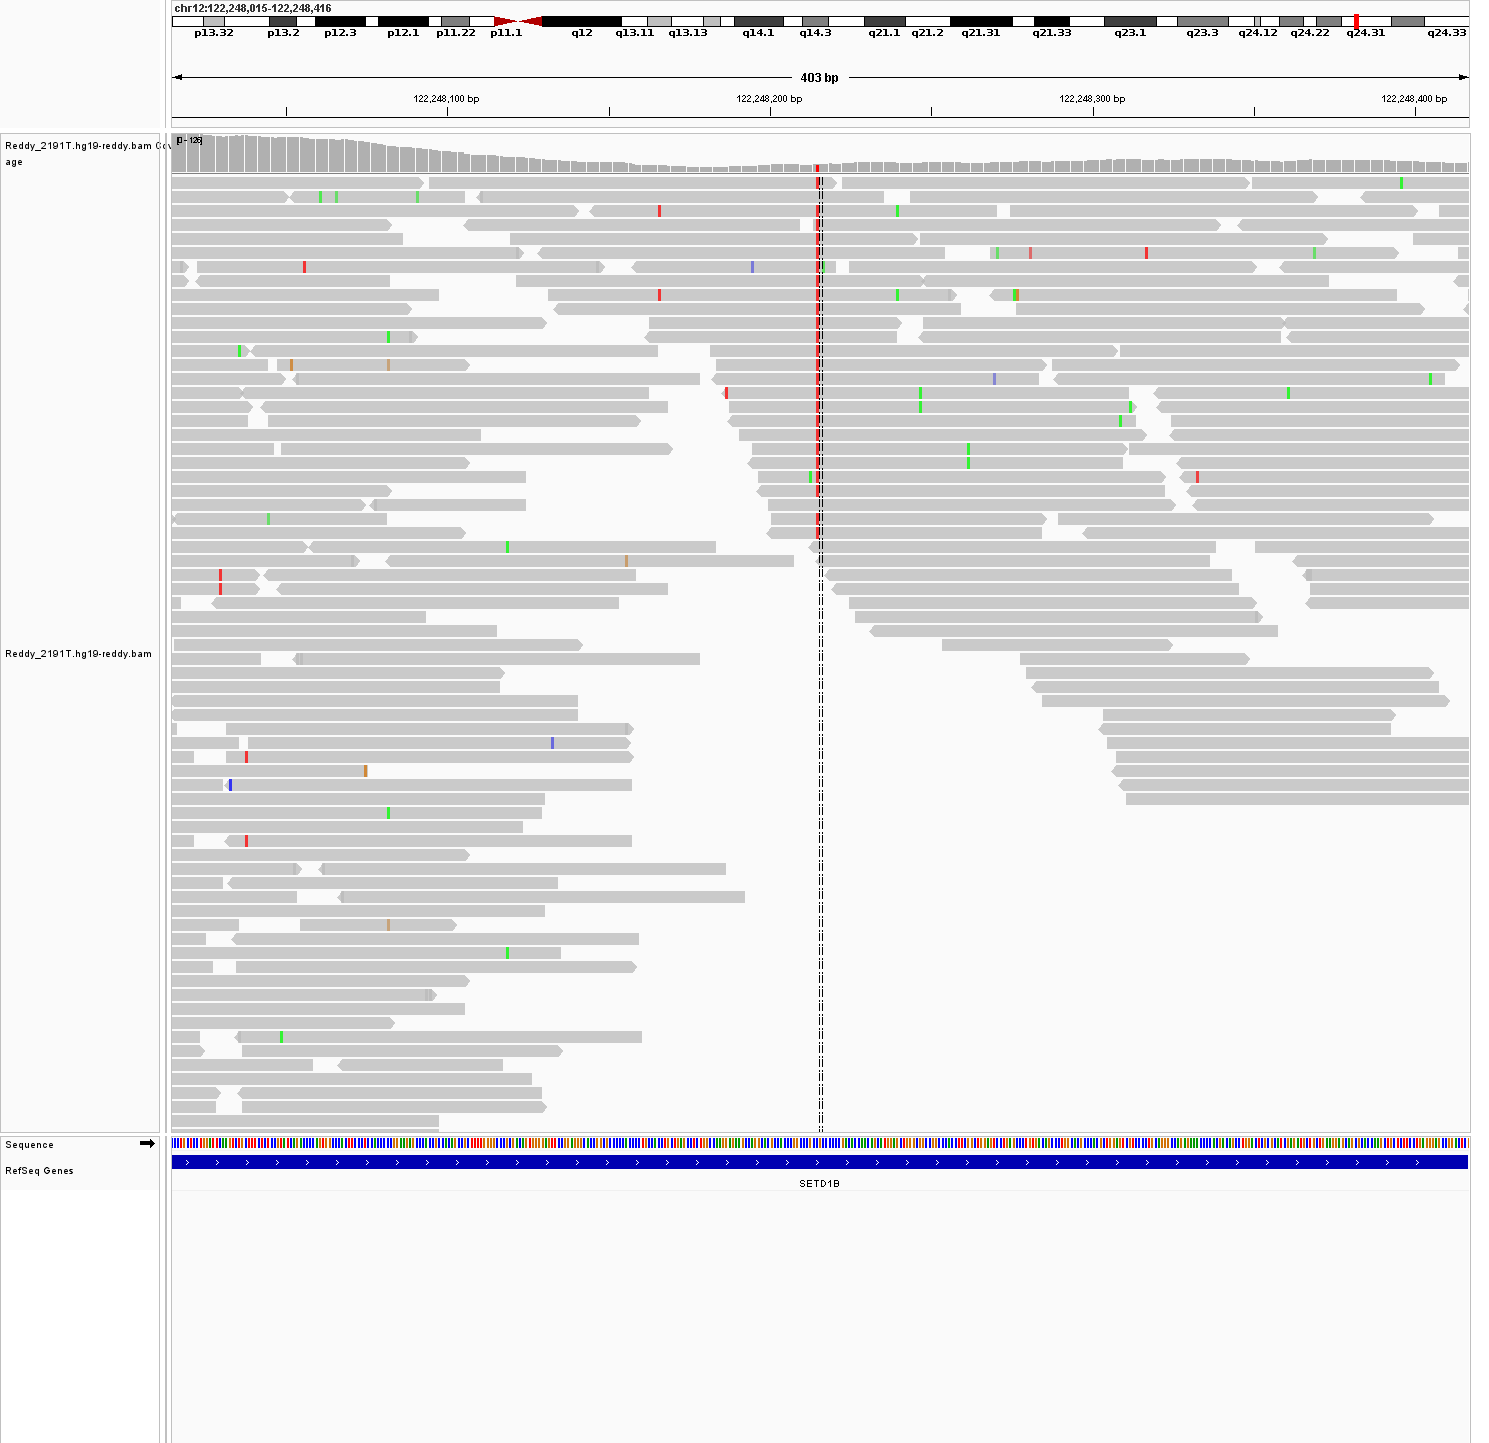 chr12:122,248,015-122,248,416
p13.32 p13.2 p12.3 p12.1 p11.22 p11.1 q12 q13.11 q13.13 q14.1 q14.3 q21.1 q21.2 q21.31 q21.33 q23.1 q23.3 q24.12 q24.22 q24.31 q24.33
403 bp
122,248,100 bp 122,248,200 bp 122,248,300 bp 122,248,400 bp
[0 - 126]
Reddy_2191T.hg19-reddy.bam Cov
age
Reddy_2191T.hg19-reddy.bam
Sequence
RefSeq Genes
SETD1B